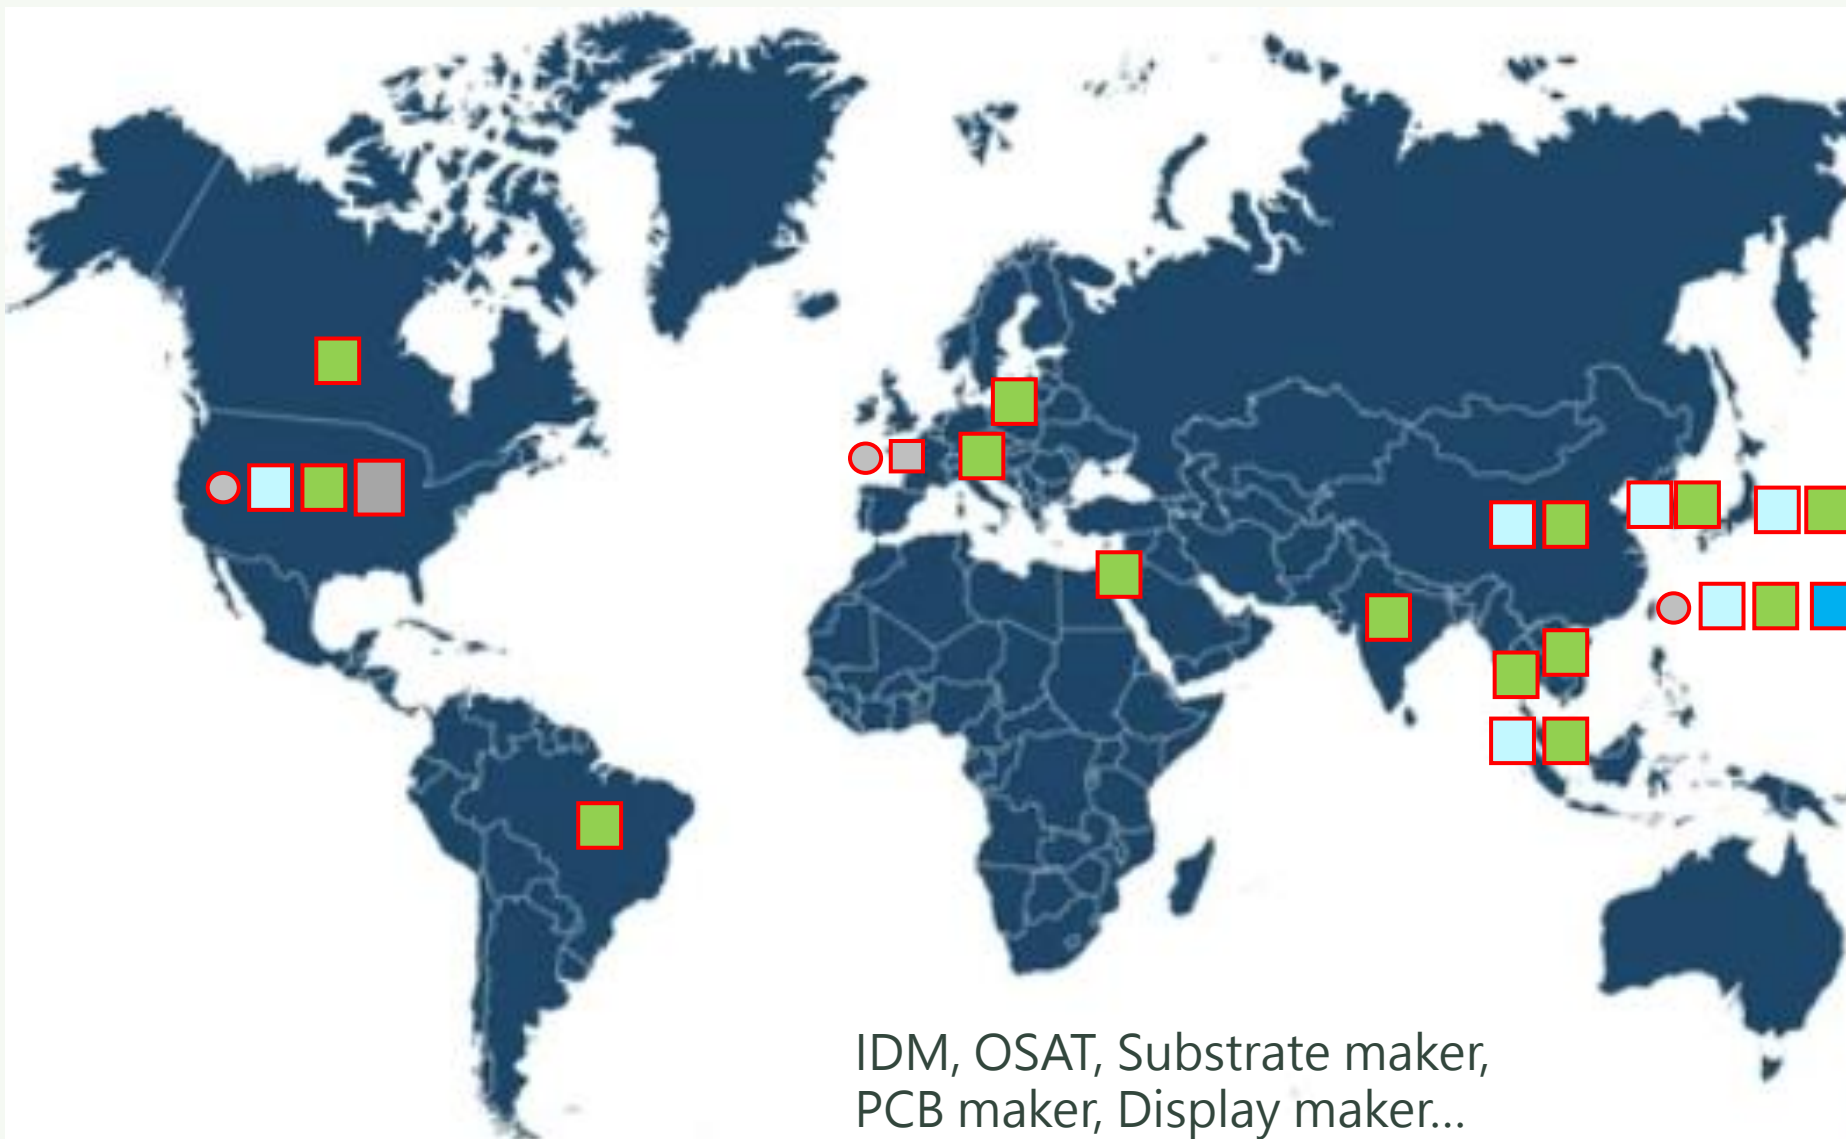 IDM, OSAT, Substrate maker,
PCB maker, Display maker...